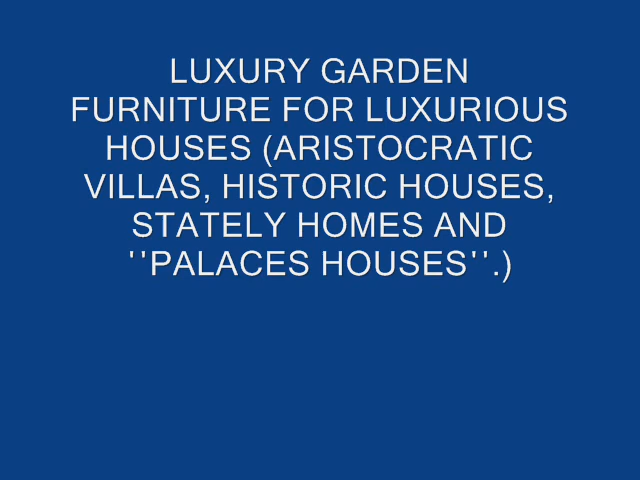 LUXURY GARDEN
FURNITURE FOR LUXURIOUS
HOUSES (ARISTOCRATIC
VILLAS, HISTORIC HOUSES,
STATELY HOMES AND
''PALACES HOUSES''.)